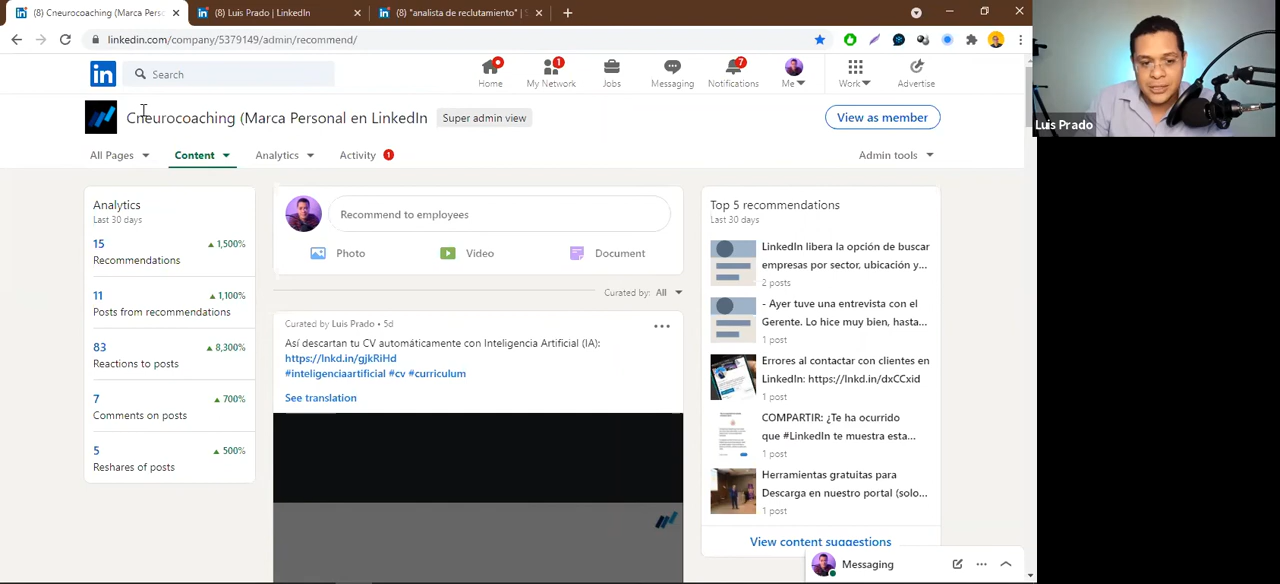 (8) Cneurocoaching (Marca Perso
(8) Luis Prado | LinkedIn
(8) "analista de reclutamiento" | S
linkedin.com/company/5379149/admin/recommend/
in
Search
Home
1
My Network
Jobs
Messaging
7
Notifications
Me
Work
Advertise
Cneurocoaching (Marca Personal en LinkedIn
Super admin view
View as member
All Pages
Content
Analytics
Activity
1
Admin tools
Analytics
Last 30 days
15
1,500%
Recommendations
11
1,100%
Posts from recommendations
83
8,300%
Reactions to posts
7
700%
Comments on posts
5
500%
Reshares of posts
Recommend to employees
Photo
Video
Document
Curated by: All
Curated by Luis Prado • 5d
Así descartan tu CV automáticamente con Inteligencia Artificial (IA):
https://lnkd.in/gjkRiHd
#inteligenciaartificial #cv #curriculum
See translation
Top 5 recommendations
Last 30 days
LinkedIn libera la opción de buscar
empresas por sector, ubicación y...
2 posts
- Ayer tuve una entrevista con el
Gerente. Lo hice muy bien, hasta...
1 post
Errores al contactar con clientes en
LinkedIn: https://lnkd.in/dxCCxid
1 post
COMPARTIR: ¿Te ha ocurrido
que #LinkedIn te muestra esta...
1 post
Herramientas gratuitas para
Descarga en nuestro portal (solo...
1 post
View content suggestions
Messaging
Luis Prado